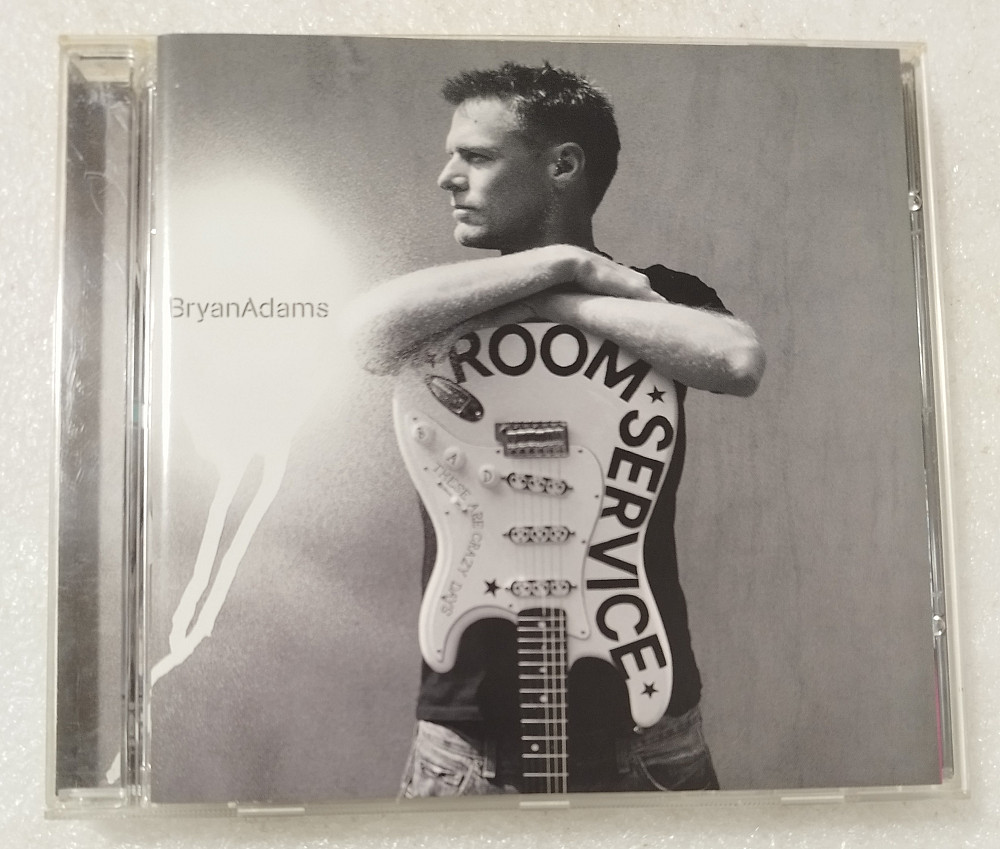 BryanAdams
ROOM★SERVICE★
B
A
D
THESE ARE CRAZY DAYS